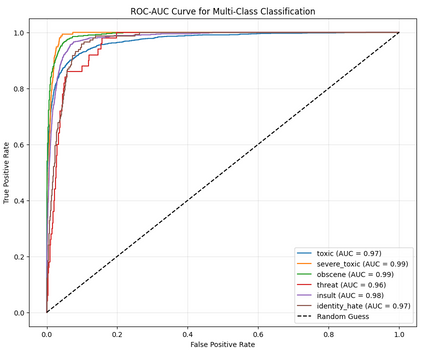 ROC-AUC Curve for Multi-Class Classification
1.0
0.8
0.6
0.4
0.2
0.0
True Positive Rate
toxic (AUC = 0.97)
severe_toxic (AUC = 0.99)
obscene (AUC = 0.99)
threat (AUC = 0.96)
insult (AUC = 0.98)
identity_hate (AUC = 0.97)
Random Guess
0.0 0.2 0.4 0.6 0.8 1.0
False Positive Rate